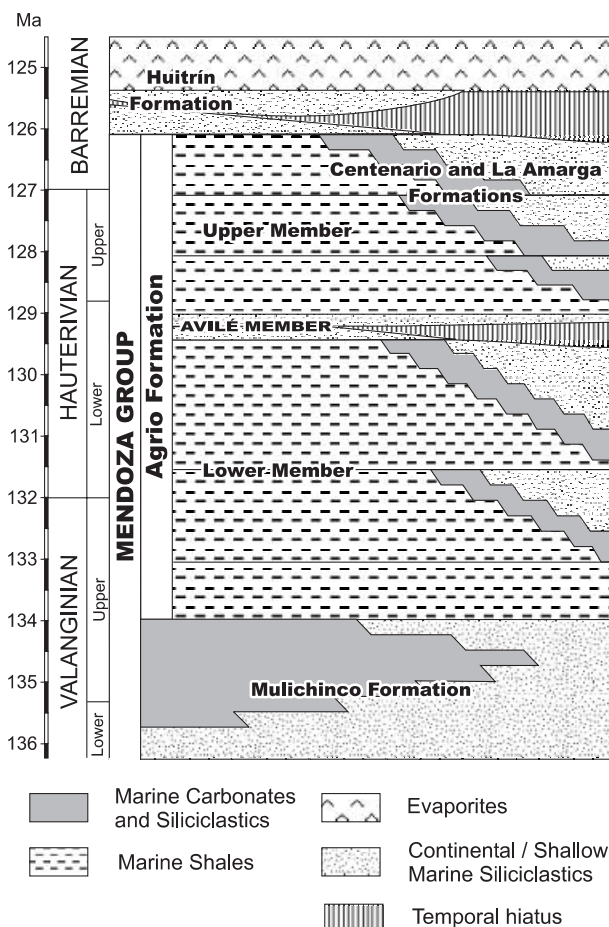 Ma
125
126
127
128
129
130
131
132
133
134
135
136
BARREMIAN
HAUTERIVIAN
VALANGINIAN
Upper
Lower
Upper
Lower
MENDOZA GROUP
Agrio Formation
Huitrín
Formation
Centenario and La Amarga
Formations
Upper Member
AVILÉ MEMBER
Lower Member
Mulichinco Formation
Marine Carbonates
and Siliciclastics
Marine Shales
Evaporites
Continental / Shallow
Marine Siliciclastics
Temporal hiatus